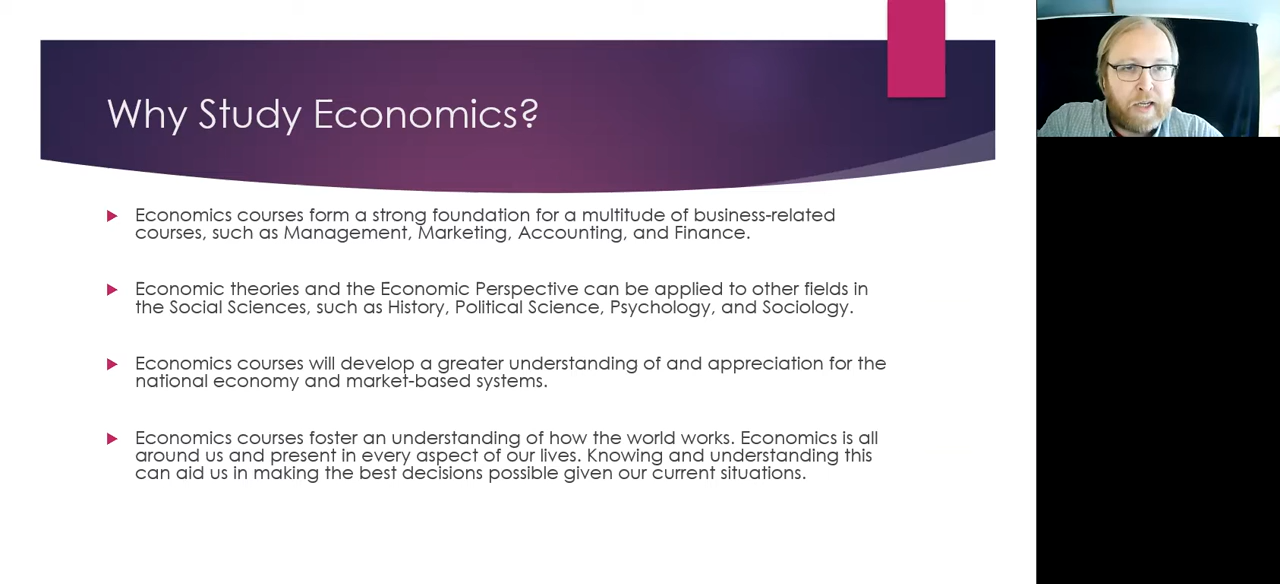 Why Study Economics?
Economics courses form a strong foundation for a multitude of business-related
courses, such as Management, Marketing, Accounting, and Finance.
Economic theories and the Economic Perspective can be applied to other fields in
the Social Sciences, such as History, Political Science, Psychology, and Sociology.
Economics courses will develop a greater understanding of and appreciation for the
national economy and market-based systems.
Economics courses foster an understanding of how the world works. Economics is all
around us and present in every aspect of our lives. Knowing and understanding this
can aid us in making the best decisions possible given our current situations.